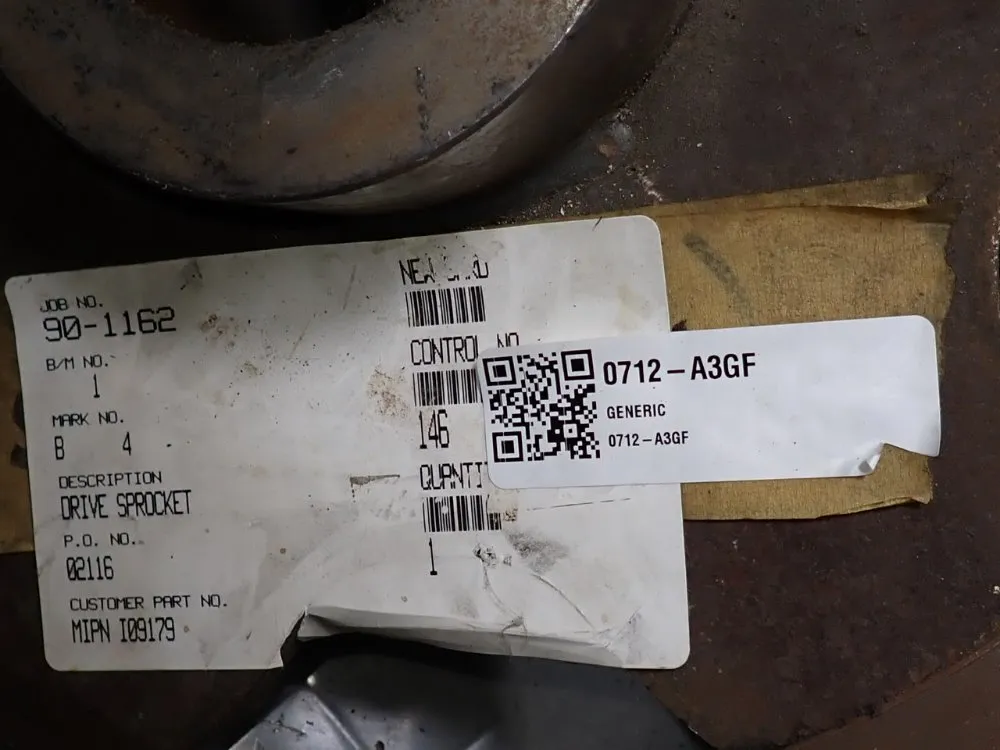 JOB NO.
90-1162
B/M NO.
1
MARK NO.
B 4
DESCRIPTION
DRIVE SPROCKET
P.O. NO.
02116
CUSTOMER PART NO.
MIPN I09179
CONTROL NO
146
1
0712-A3GF
GENERIC
0712-A3GF